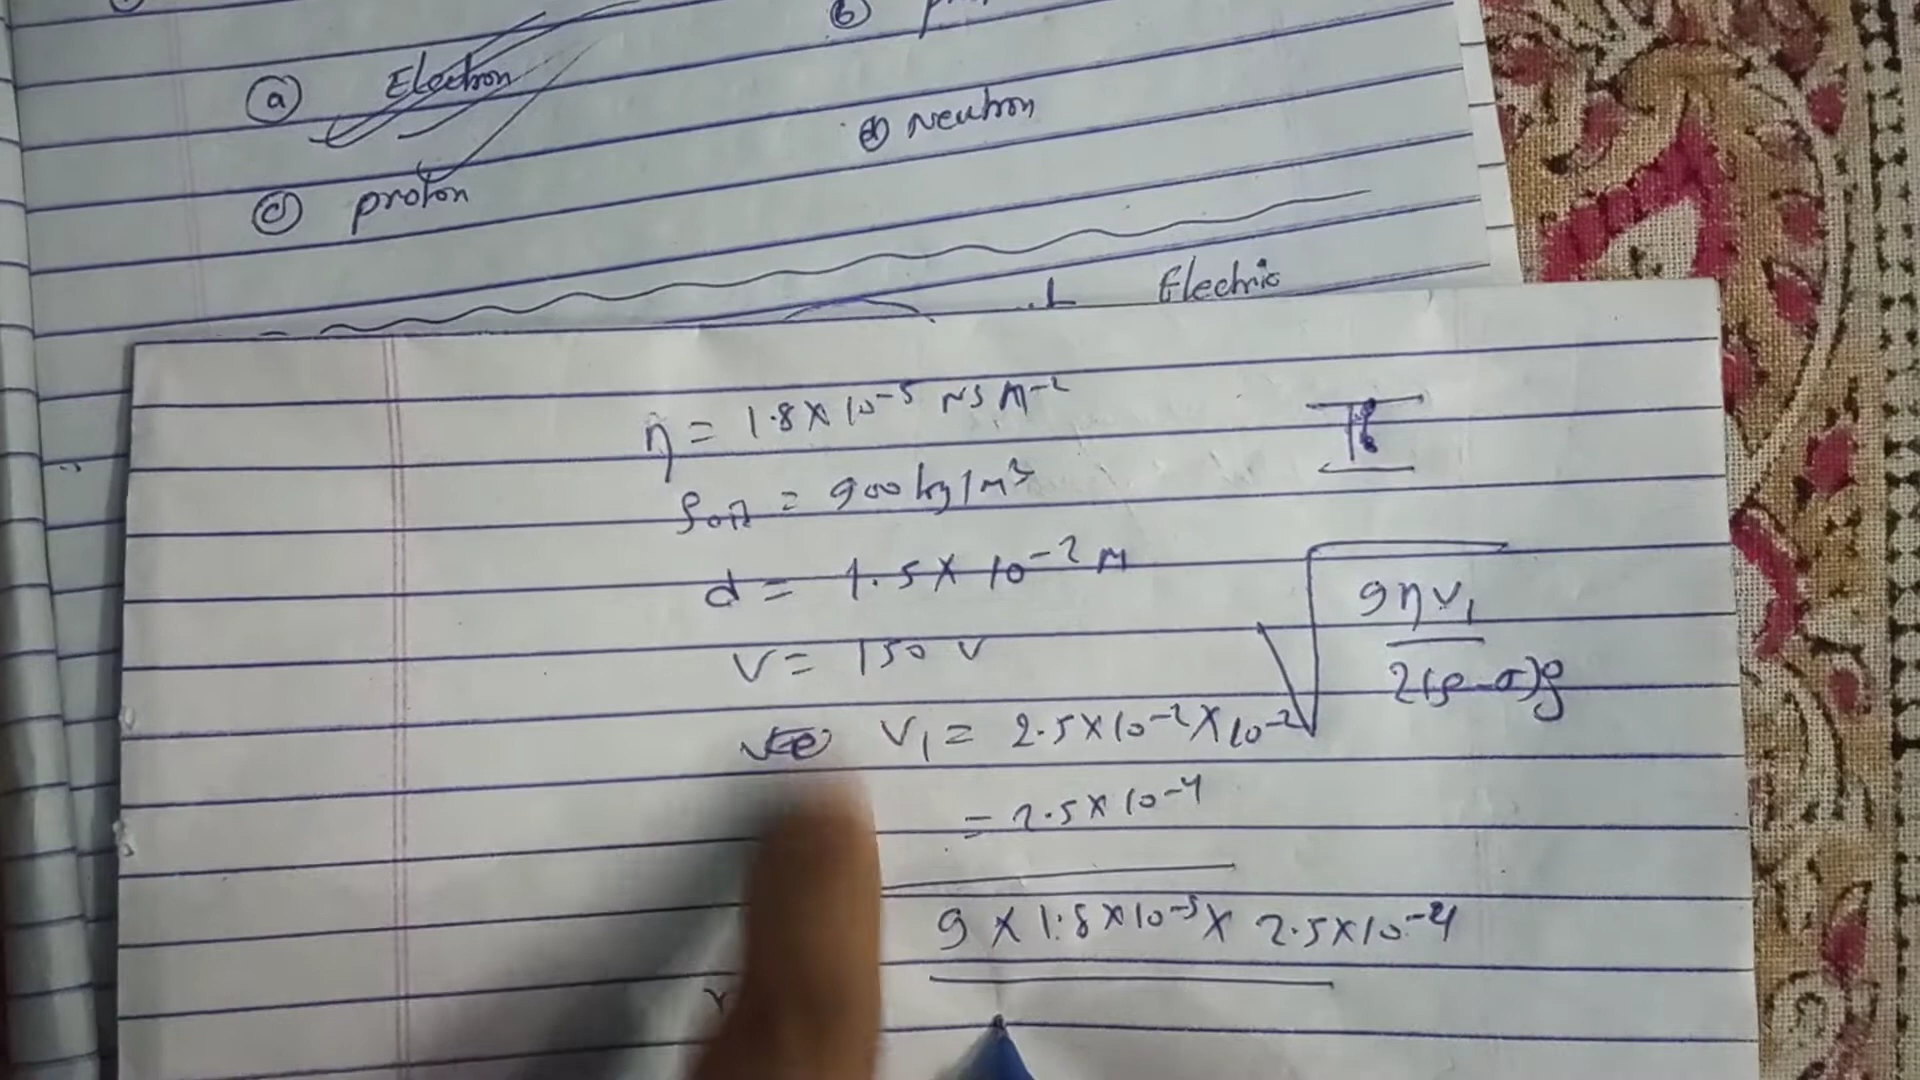 (a) Electron
(d) Neutron
(c) proton
Electric
η = 1.8 × 10⁻⁵ NS M⁻²
ρoil = 900 kg/m³
d = 1.5 × 10⁻² M
V = 150 V
√ 9ηv₁ / 2(ρ-σ)g
V₁ = 2.5 × 10⁻² × 10⁻²
= 2.5 × 10⁻⁴
9 × 1.8 × 10⁻⁵ × 2.5 × 10⁻⁴